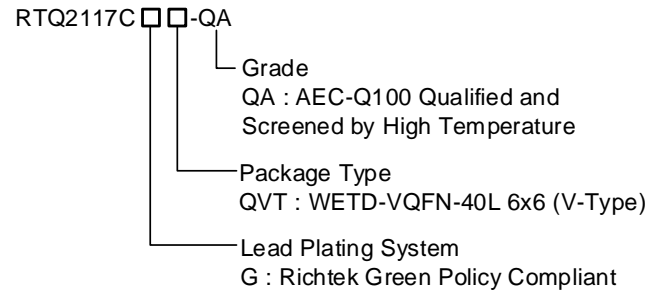 RTQ2117C□□-QA
Grade
QA : AEC-Q100 Qualified and
Screened by High Temperature
Package Type
QVT : WETD-VQFN-40L 6x6 (V-Type)
Lead Plating System
G : Richtek Green Policy Compliant